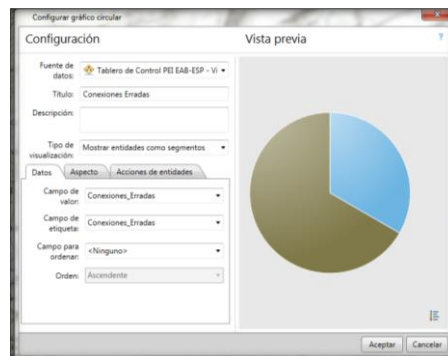 Configurar gráfico circular
Configuración
Vista previa
?
Fuente de datos:
Tablero de Control PEI EAB-ESP - Vi
Título:
Conexiones Erradas
Descripción:
Tipo de visualización:
Mostrar entidades como segmentos
Datos
Aspecto
Acciones de entidades
Campo de valor:
Conexiones_Erradas
Campo de etiqueta:
Conexiones_Erradas
Campo para ordenar:
<Ninguno>
Orden:
Ascendente
Aceptar
Cancelar